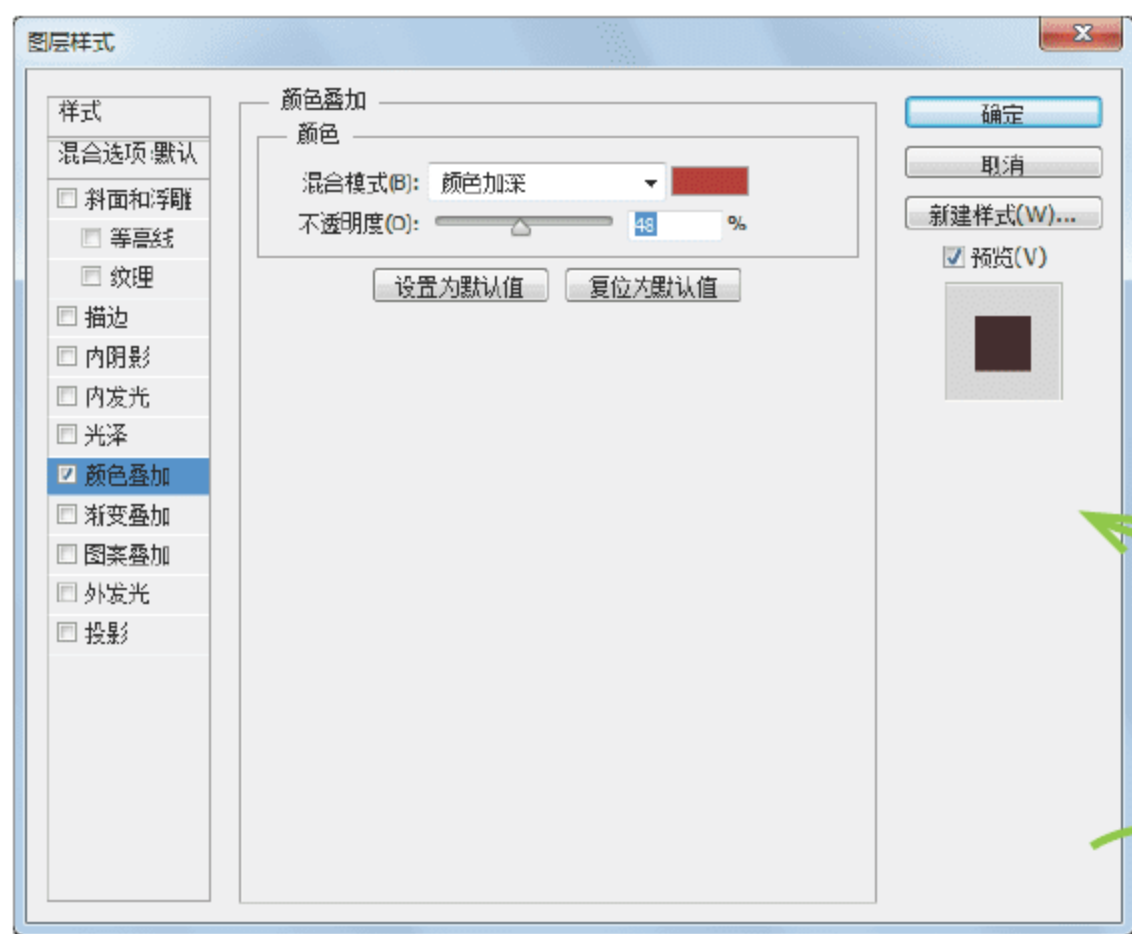 图层样式
样式
混合选项:默认
斜面和浮雕
等高线
纹理
描边
内阴影
内发光
光泽
颜色叠加
渐变叠加
图案叠加
外发光
投影
颜色叠加
颜色
混合模式(B): 颜色加深
不透明度(O): 48 %
设置为默认值 复位为默认值
确定
取消
新建样式(W)...
预览(V)